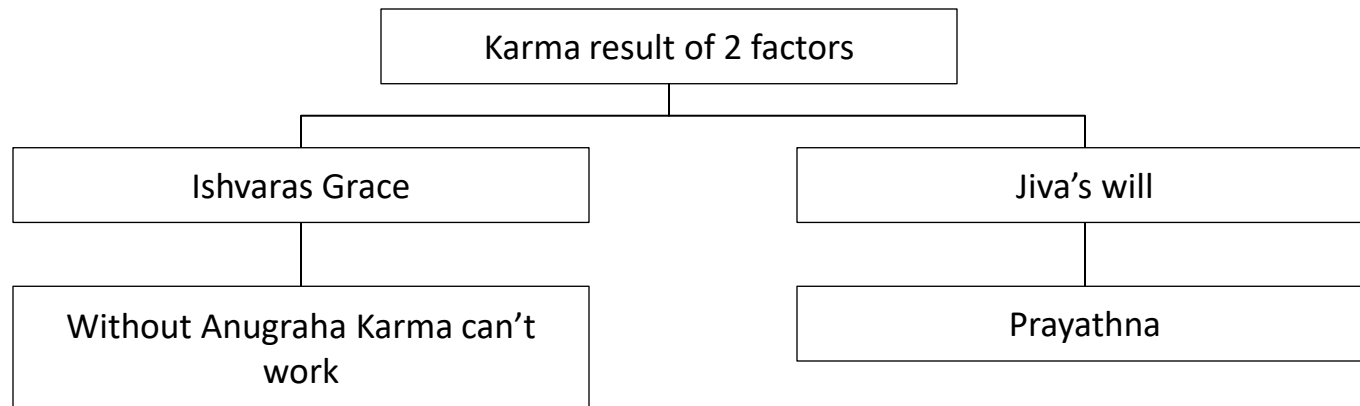 Karma result of 2 factors
Ishvaras Grace
Jiva’s will
Without Anugraha Karma can’t
work
Prayathna